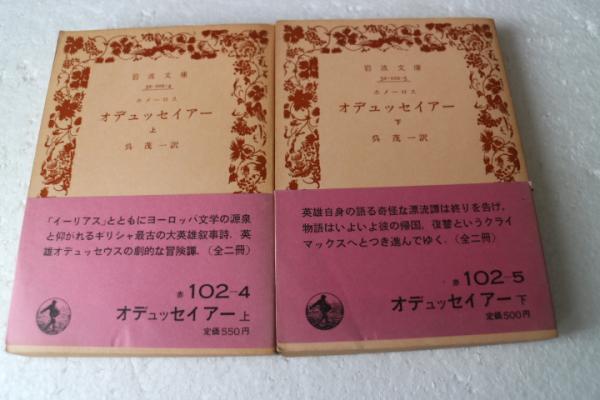 岩波文庫
32-102-4
ホメーロス
オデュッセイアー
上
呉茂一訳
「イーリアス」とともにヨーロッパ文学の源泉
と仰がれるギリシャ最古の大英雄叙事詩．英
雄オデュッセウスの劇的な冒険譚．（全二冊）
赤 102-4
オデュッセイアー 上
定価550円
岩波文庫
32-102-5
ホメーロス
オデュッセイアー
下
呉茂一訳
英雄自身の語る奇怪な漂流譚は終りを告げ，
物語はいよいよ彼の帰国，復讐というクライ
マックスへとつき進んでゆく．（全二冊）
赤 102-5
オデュッセイアー 下
定価500円